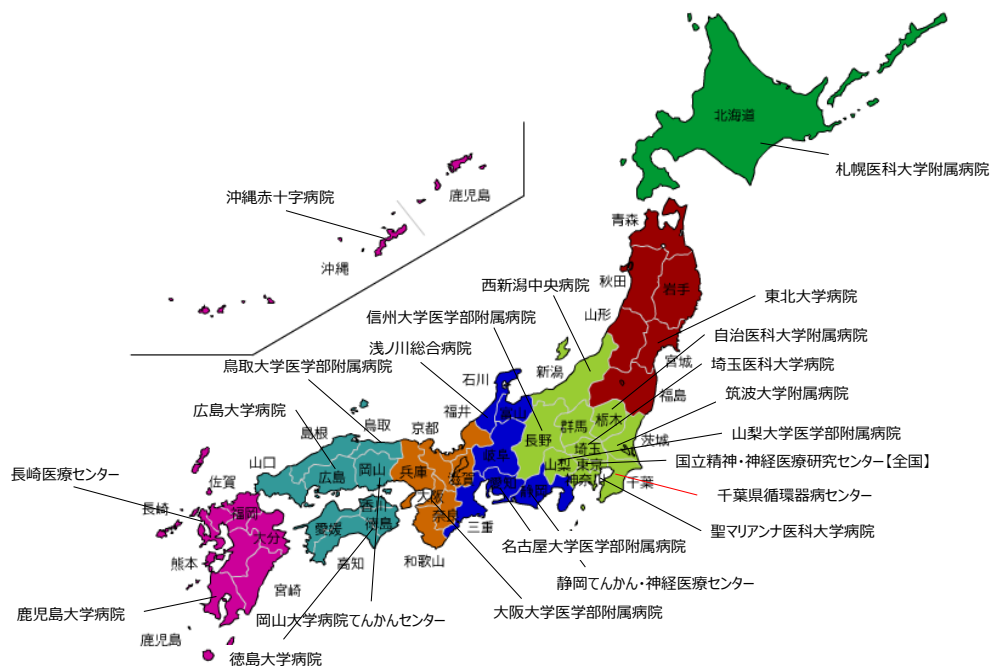 北海道
札幌医科大学附属病院
沖縄赤十字病院
鹿児島
沖縄
青森
秋田
岩手
山形
宮城
福島
西新潟中央病院
信州大学医学部附属病院
浅ノ川総合病院
鳥取大学医学部附属病院
広島大学病院
東北大学病院
自治医科大学附属病院
埼玉医科大学病院
筑波大学附属病院
山梨大学医学部附属病院
国立精神・神経医療研究センター【全国】
千葉県循環器病センター
聖マリアンナ医科大学病院
新潟
石川
富山
福井
群馬
栃木
長野
埼玉
茨城
岐阜
山梨
東京
神奈川
千葉
愛知
静岡
三重
京都
滋賀
兵庫
大阪
奈良
和歌山
鳥取
島根
岡山
広島
山口
香川
徳島
愛媛
高知
長崎医療センター
佐賀
長崎
福岡
大分
熊本
宮崎
鹿児島
鹿児島大学病院
名古屋大学医学部附属病院
静岡てんかん・神経医療センター
大阪大学医学部附属病院
岡山大学病院てんかんセンター
徳島大学病院